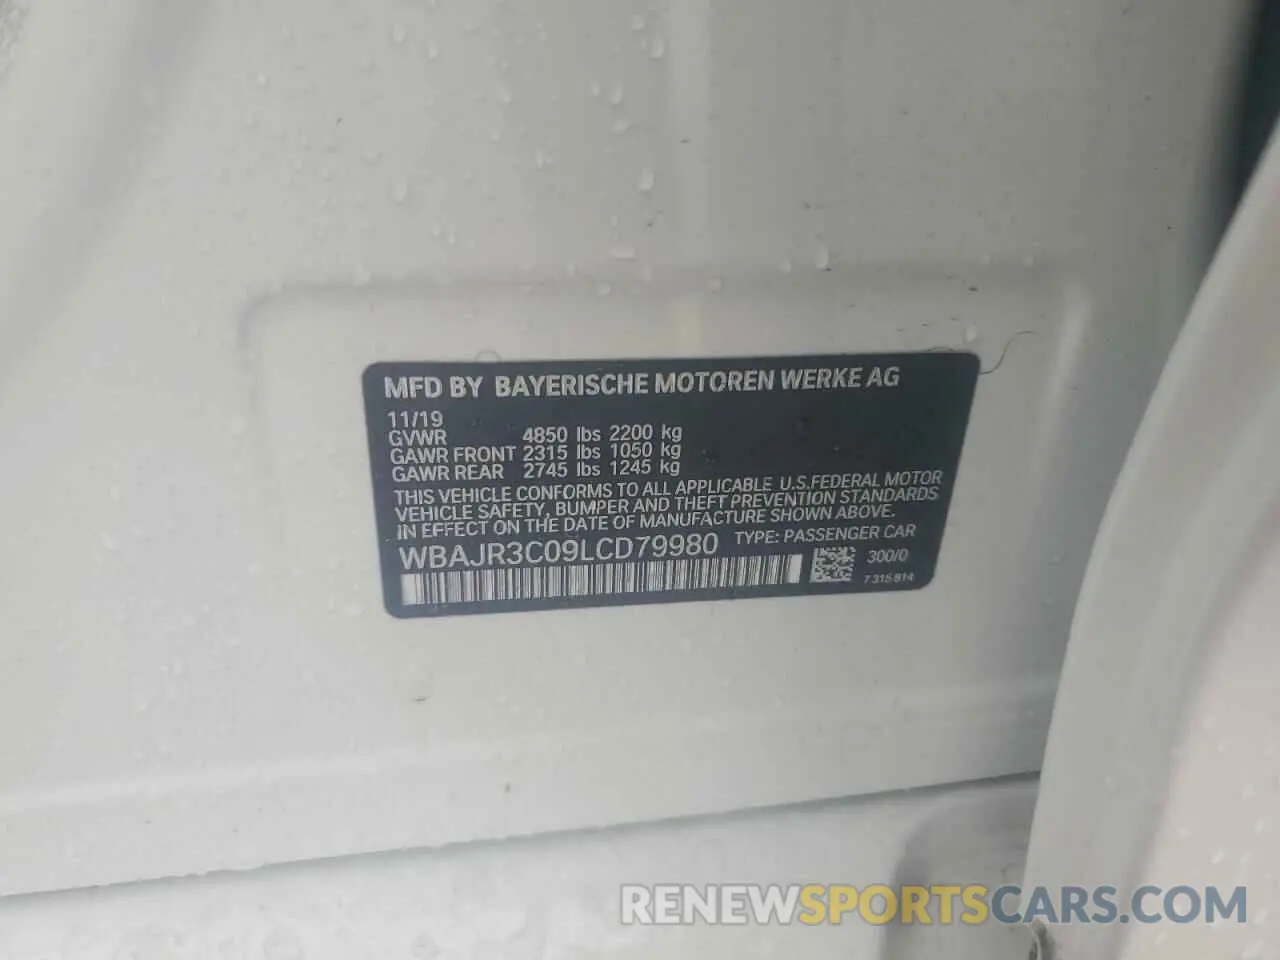 MFD BY BAYERISCHE MOTOREN WERKE AG
11/19
GVWR 4850 lbs 2200 kg
GAWR FRONT 2315 lbs 1050 kg
GAWR REAR 2745 lbs 1245 kg
THIS VEHICLE CONFORMS TO ALL APPLICABLE U.S.FEDERAL MOTOR
VEHICLE SAFETY, BUMPER AND THEFT PREVENTION STANDARDS
IN EFFECT ON THE DATE OF MANUFACTURE SHOWN ABOVE.
WBAJR3C09LCD79980 TYPE: PASSENGER CAR
300/0
7315814
RENEWSPORTSCARS.COM